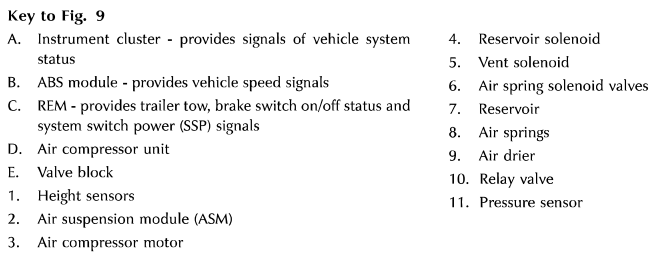 Key to Fig. 9
A. Instrument cluster - provides signals of vehicle system
status
B. ABS module - provides vehicle speed signals
C. REM - provides trailer tow, brake switch on/off status and
system switch power (SSP) signals
D. Air compressor unit
E. Valve block
1. Height sensors
2. Air suspension module (ASM)
3. Air compressor motor
4. Reservoir solenoid
5. Vent solenoid
6. Air spring solenoid valves
7. Reservoir
8. Air springs
9. Air drier
10. Relay valve
11. Pressure sensor